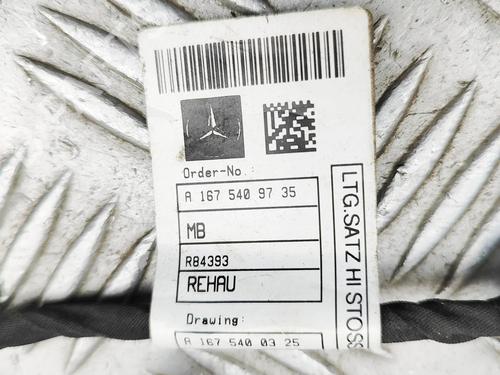 Order-No.:
A 167 540 97 35
MB
R84393
REHAU
Drawing:
A 167 540 03 25
LTG.SATZ HI STOSS